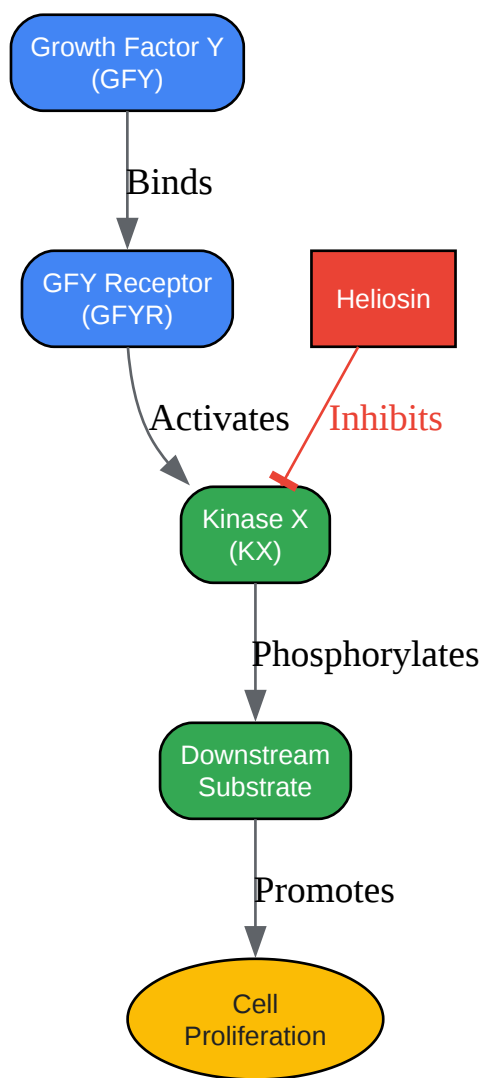 Growth Factor Y
(GFY)
Binds
GFY Receptor
(GFYR)
Heliosin
Activates
Inhibits
Kinase X
(KX)
Phosphorylates
Downstream
Substrate
Promotes
Cell
Proliferation